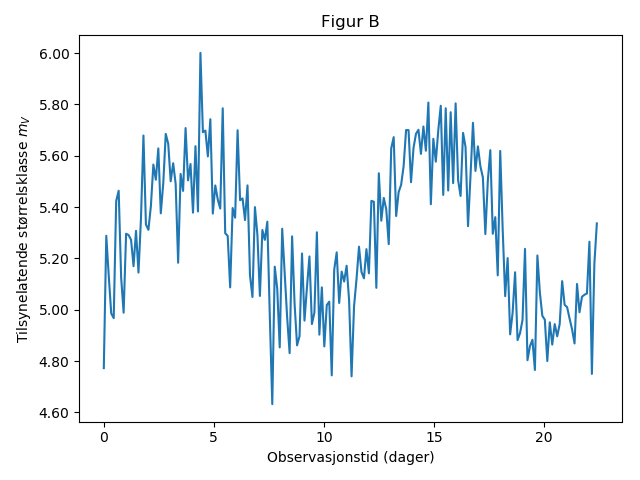 Figur B
Tilsynelatende størrelsklasse $m_V$
6.00
5.80
5.60
5.40
5.20
5.00
4.80
4.60
0 5 10 15 20
Observasjonstid (dager)